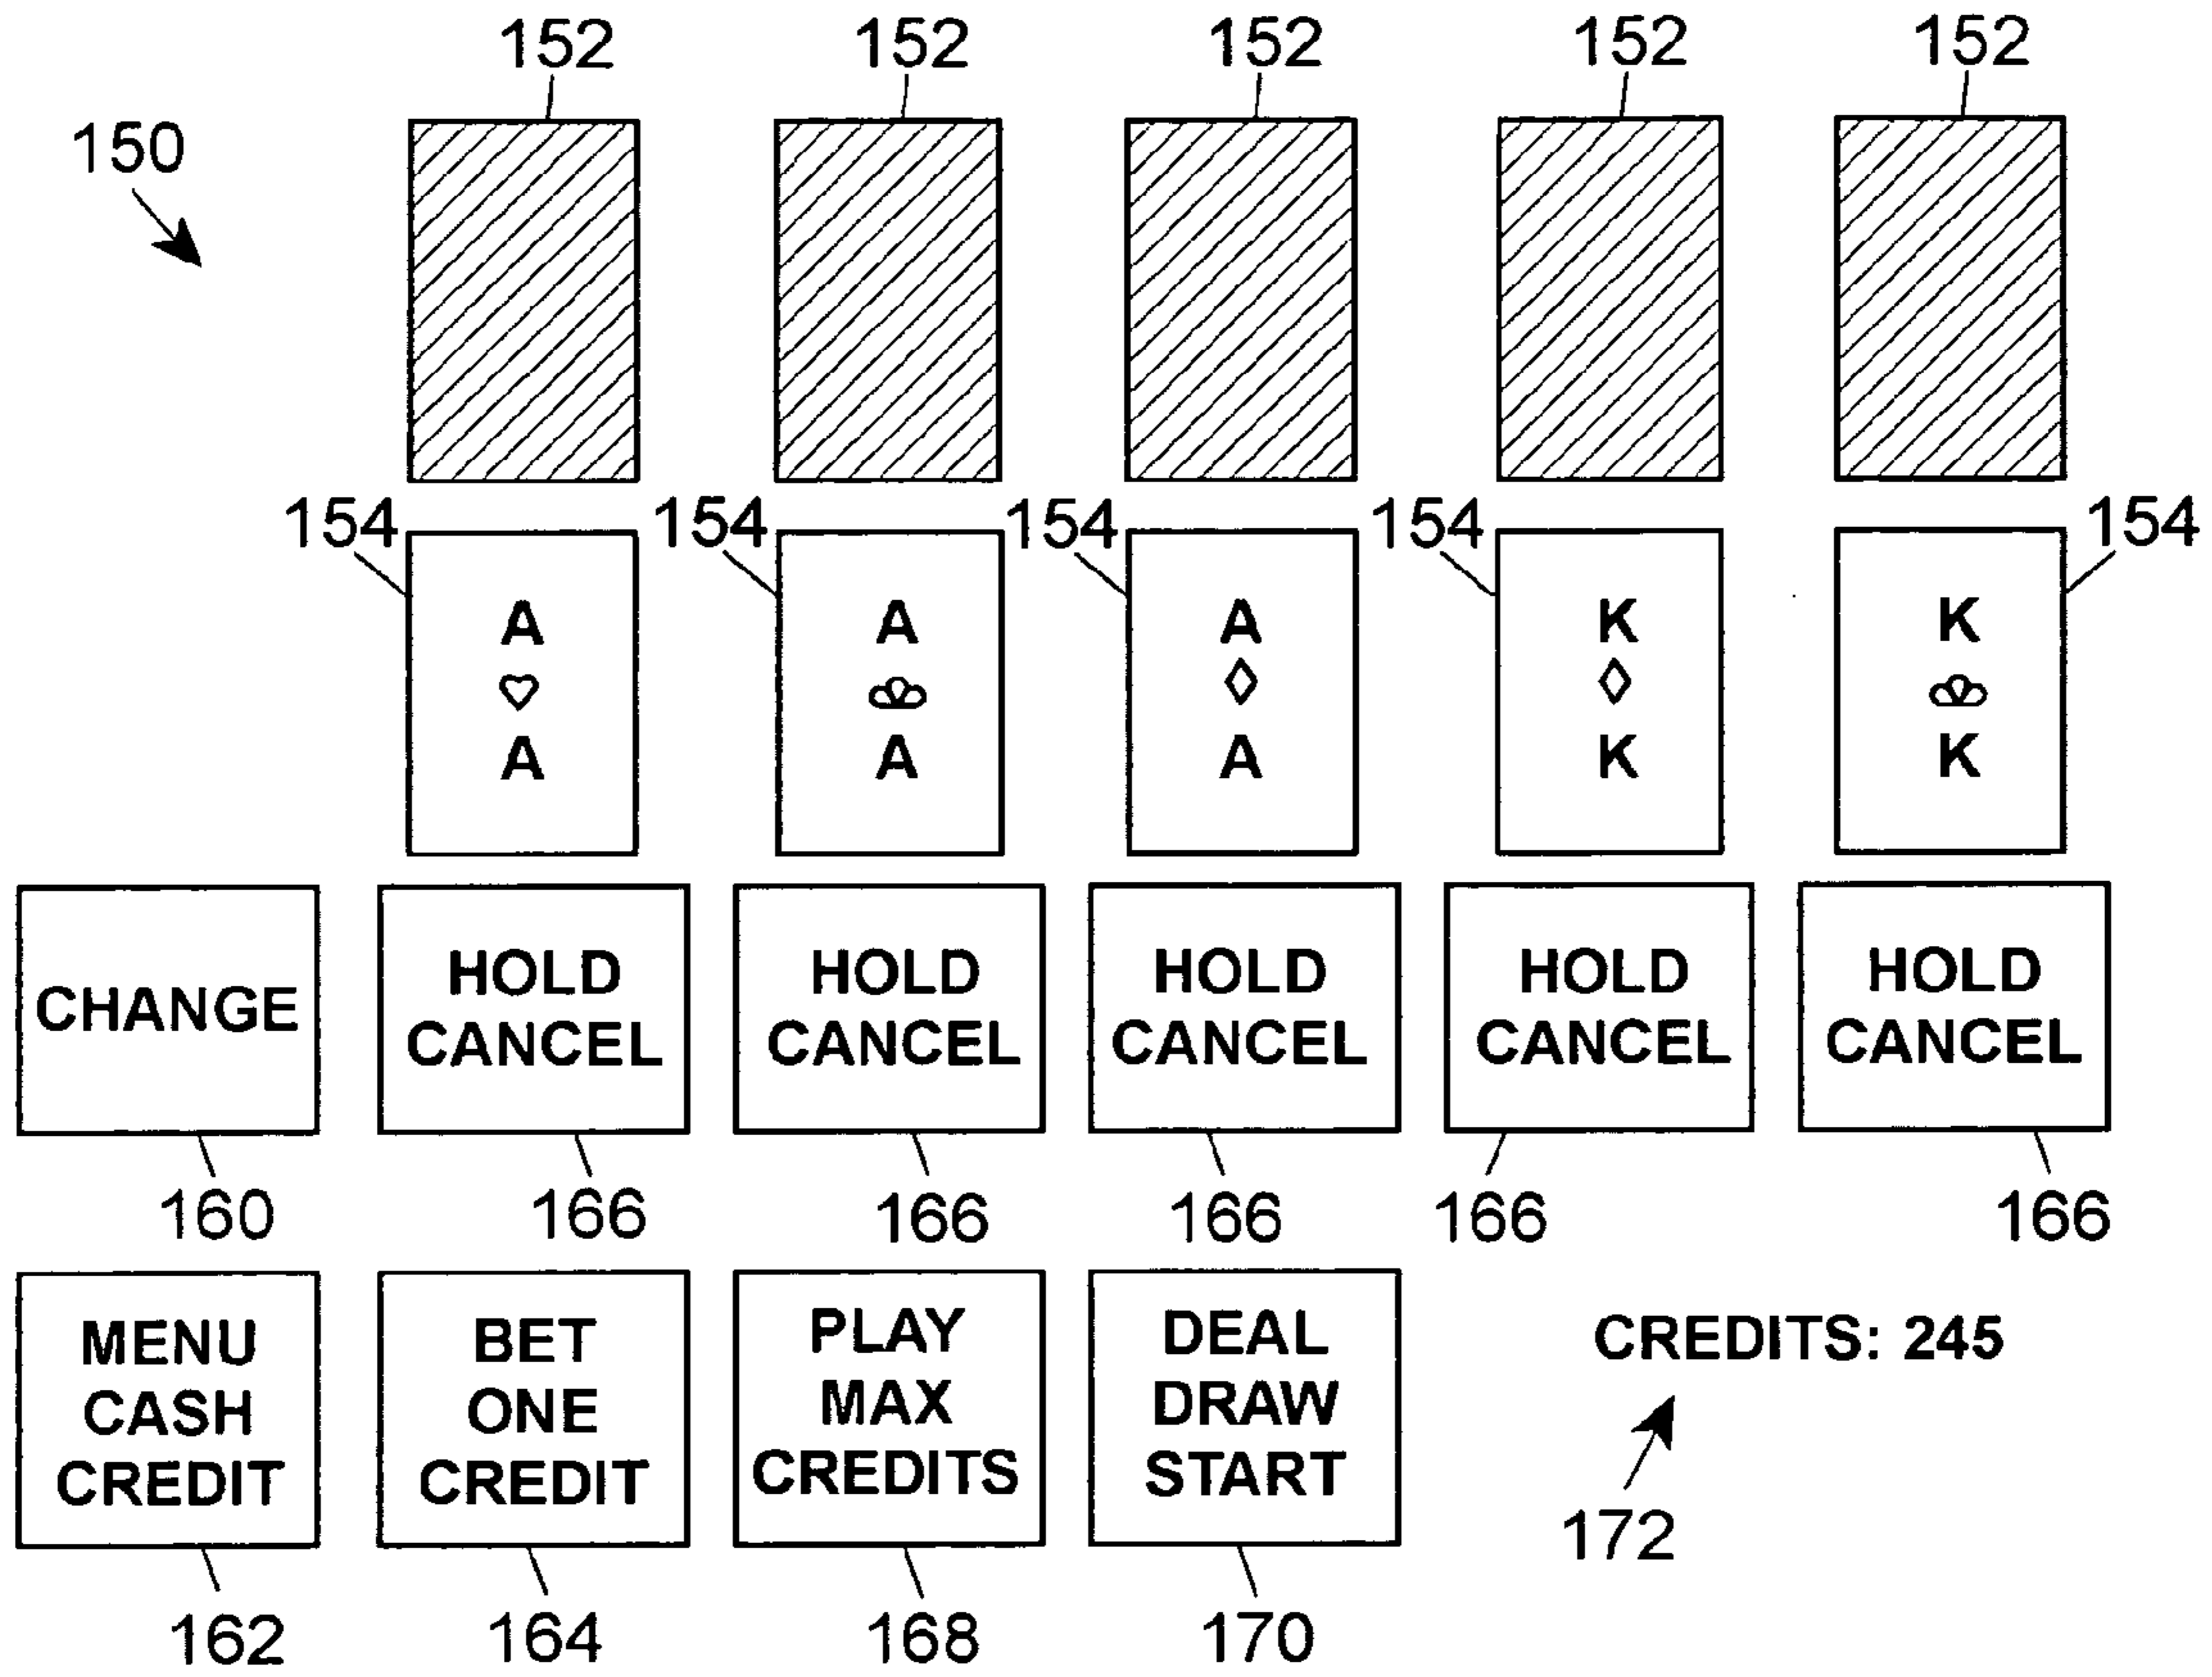 152 152 152 152 152
150
154 154 154 154 154
A A A K K
A A A K K
CHANGE
HOLD
CANCEL
HOLD
CANCEL
HOLD
CANCEL
HOLD
CANCEL
HOLD
CANCEL
160 166 166 166 166 166
MENU
CASH
CREDIT
BET
ONE
CREDIT
PLAY
MAX
CREDITS
DEAL
DRAW
START
CREDITS: 245
172
162 164 168 170